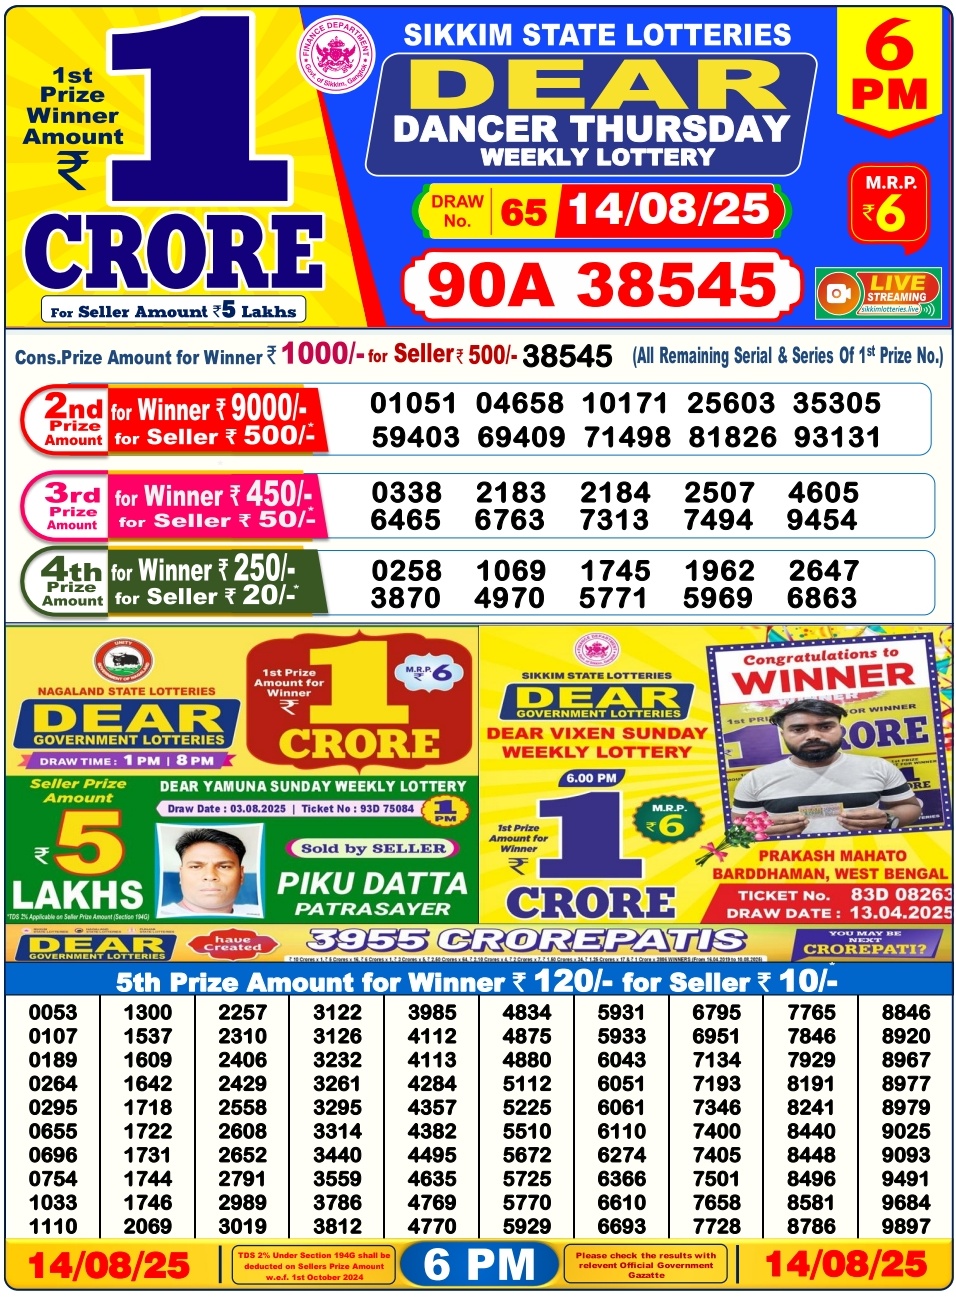 1st
Prize
Winner
Amount
₹
1
CRORE
For Seller Amount ₹5 Lakhs
FINANCE DEPARTMENT
Govt. of Sikkim, Gangtok
SIKKIM STATE LOTTERIES
DEAR
DANCER THURSDAY
WEEKLY LOTTERY
6
PM
DRAW No. 65 14/08/25
M.R.P.
₹6
90A 38545
LIVE
STREAMING
sikkimlotteries.live
Cons.Prize Amount for Winner ₹ 1000/- for Seller ₹ 500/- 38545 (All Remaining Serial & Series Of 1st Prize No.)
2nd Prize Amount for Winner ₹ 9000/-
for Seller ₹ 500/-*
01051 04658 10171 25603 35305
59403 69409 71498 81826 93131
3rd Prize Amount for Winner ₹ 450/-
for Seller ₹ 50/-*
0338 2183 2184 2507 4605
6465 6763 7313 7494 9454
4th Prize Amount for Winner ₹ 250/-
for Seller ₹ 20/-*
0258 1069 1745 1962 2647
3870 4970 5771 5969 6863
NAGALAND STATE LOTTERIES
DEAR
GOVERNMENT LOTTERIES
DRAW TIME : 1 PM | 8 PM
1st Prize
Amount for
Winner
₹
1
CRORE
M.R.P.
₹6
Seller Prize
Amount
₹5
LAKHS
*TDS 2% Applicable on Seller Prize Amount (Section 194G)
DEAR YAMUNA SUNDAY WEEKLY LOTTERY
Draw Date : 03.08.2025 | Ticket No : 93D 75084
1
PM
Sold by SELLER
PIKU DATTA
PATRASAYER
SIKKIM STATE LOTTERIES
DEAR
GOVERNMENT LOTTERIES
DEAR VIXEN SUNDAY
WEEKLY LOTTERY
6.00 PM
1st Prize
Amount for
Winner
₹
1
CRORE
M.R.P.
₹6
Congratulations to
WINNER
PRAKASH MAHATO
BARDDHAMAN, WEST BENGAL
TICKET No. 83D 08263
DRAW DATE : 13.04.2025
DEAR
GOVERNMENT LOTTERIES
have
Created
3955 CROREPATIS
YOU MAY BE
NEXT
CROREPATI?
5th Prize Amount for Winner ₹ 120/- for Seller ₹ 10/-*
0053 1300 2257 3122 3985 4834 5931 6795 7765 8846
0107 1537 2310 3126 4112 4875 5933 6951 7846 8920
0189 1609 2406 3232 4113 4880 6043 7134 7929 8967
0264 1642 2429 3261 4284 5112 6051 7193 8191 8977
0295 1718 2558 3295 4357 5225 6061 7346 8241 8979
0655 1722 2608 3314 4382 5510 6110 7400 8440 9025
0696 1731 2652 3440 4495 5672 6274 7405 8448 9093
0754 1744 2791 3559 4635 5725 6366 7501 8496 9491
1033 1746 2989 3786 4769 5770 6610 7658 8581 9684
1110 2069 3019 3812 4770 5929 6693 7728 8786 9897
14/08/25
TDS 2% Under Section 194G shall be
deducted on Sellers Prize Amount
w.e.f. 1st October 2024
6 PM
Please check the results with
relevent Official Government
Gazatte
14/08/25